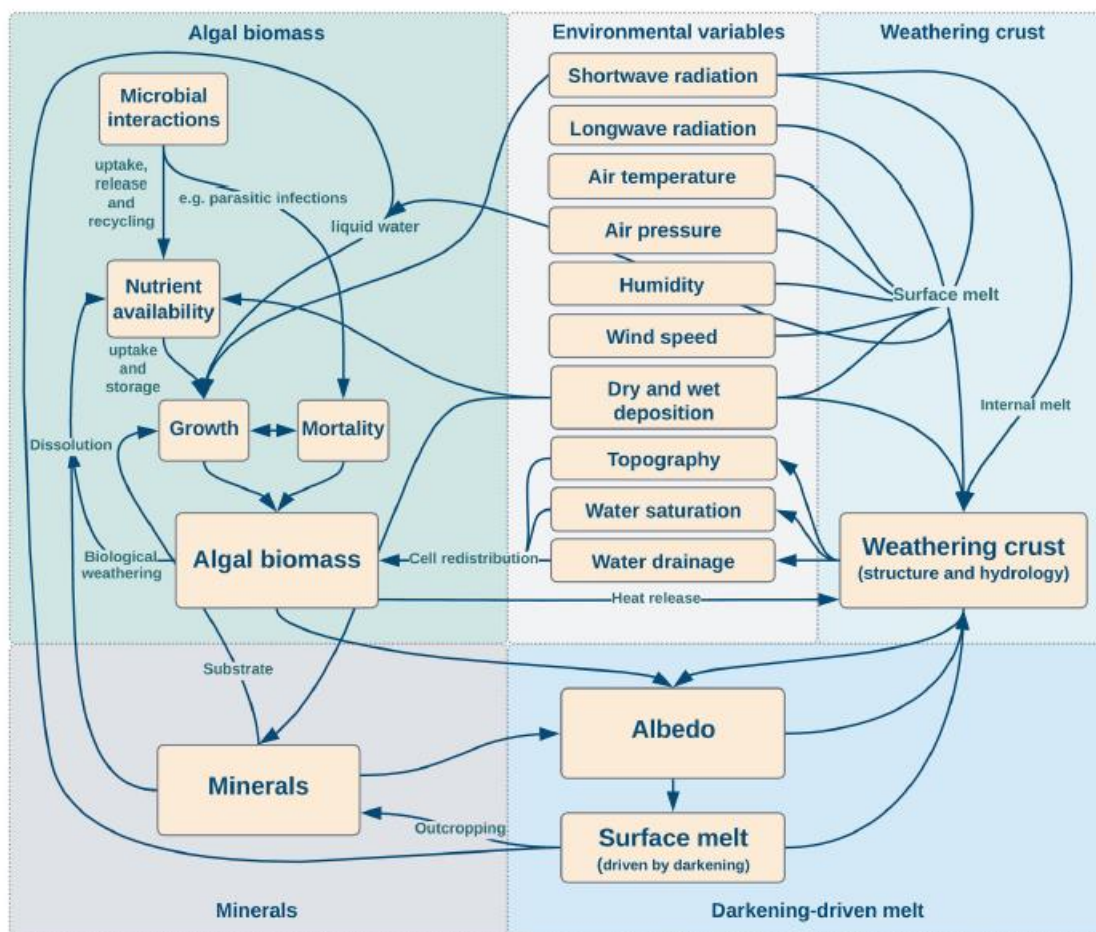 Algal biomass
Environmental variables
Weathering crust
Microbial
interactions
uptake,
release and
recycling
e.g. parasitic infections
liquid water
Nutrient
availability
uptake
and
storage
Growth
Mortality
Dissolution
Biological
weathering
Algal biomass
Cell redistribution
Heat release
Substrate
Shortwave radiation
Longwave radiation
Air temperature
Air pressure
Humidity
Wind speed
Dry and wet
deposition
Topography
Water saturation
Water drainage
Surface melt
Internal melt
Weathering crust
(structure and hydrology)
Albedo
Minerals
Outcropping
Surface melt
(driven by darkening)
Minerals
Darkening-driven melt